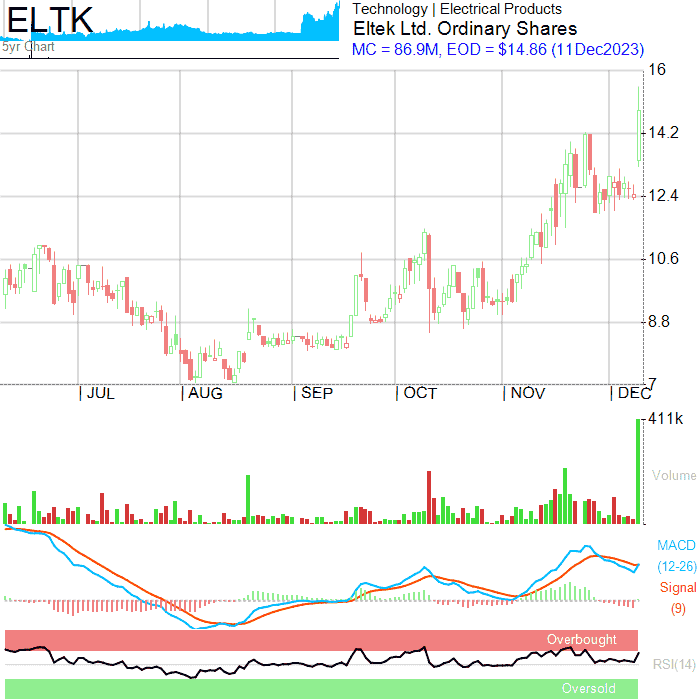 ELTK
5yr Chart
Technology | Electrical Products
Eltek Ltd. Ordinary Shares
MC = 86.9M, EOD = $14.86 (11Dec2023)
16
14.2
12.4
10.6
8.8
7
| JUL | AUG | SEP | OCT | NOV | DEC
411k
Volume
MACD
(12-26)
Signal
(9)
Overbought
RSI(14)
Oversold